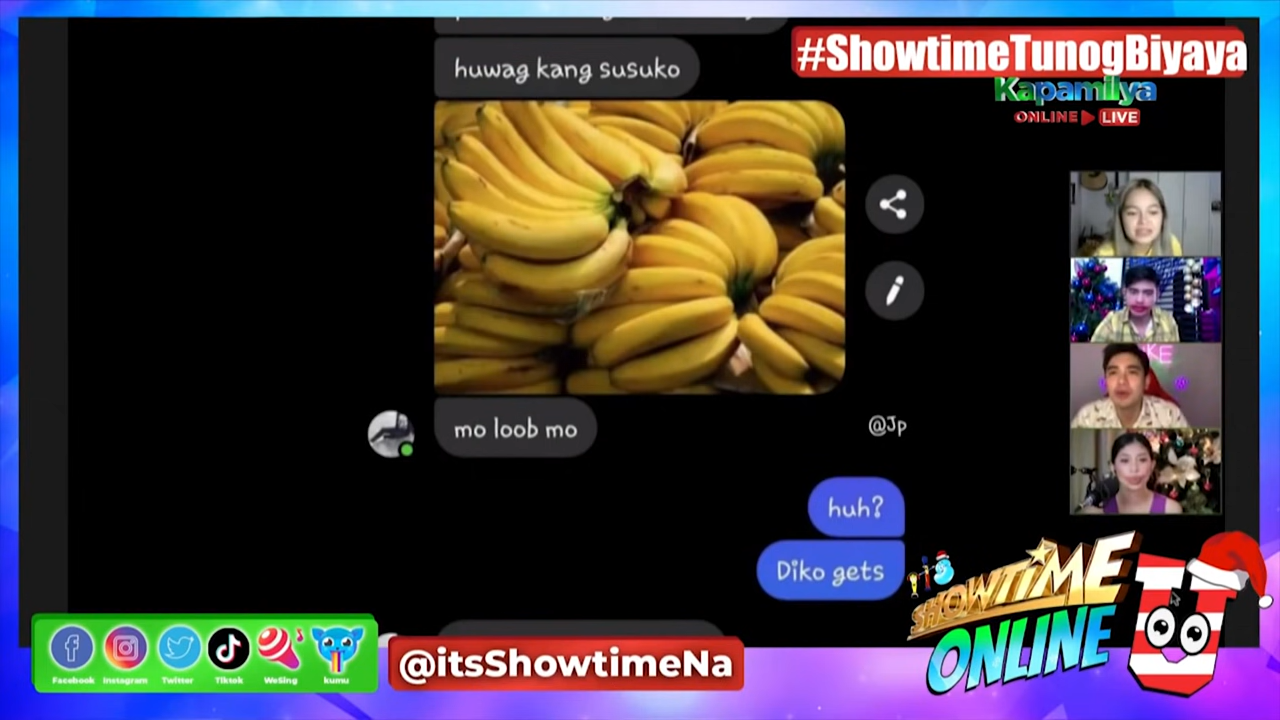 #ShowtimeTunogBiyaya
Kapamilya
ONLINE LIVE
huwag kang susuko
mo loob mo
@Jp
huh?
Diko gets
it's
SHOWTIME
ONLINE U
Facebook Instagram Twitter Tiktok WeSing kumu
@itsShowtimeNa